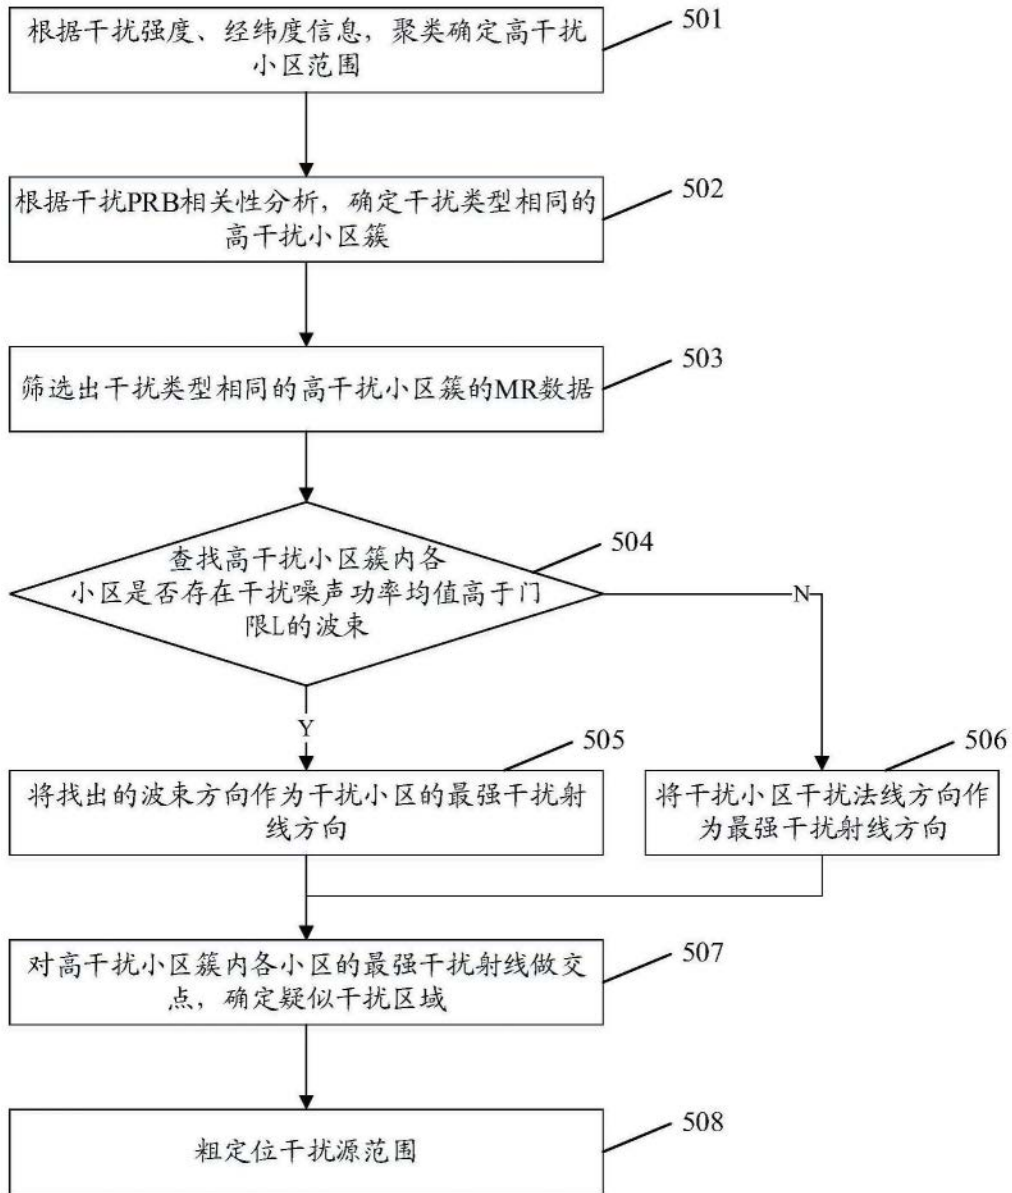 根据干扰强度、经纬度信息，聚类确定高干扰
小区范围
501
根据干扰PRB相关性分析，确定干扰类型相同的
高干扰小区簇
502
筛选出干扰类型相同的高干扰小区簇的MR数据
503
查找高干扰小区簇内各
小区是否存在干扰噪声功率均值高于门
限L的波束
504
N
Y
将找出的波束方向作为干扰小区的最强干扰射
线方向
505
将干扰小区干扰法线方向作
为最强干扰射线方向
506
对高干扰小区簇内各小区的最强干扰射线做交
点，确定疑似干扰区域
507
粗定位干扰源范围
508